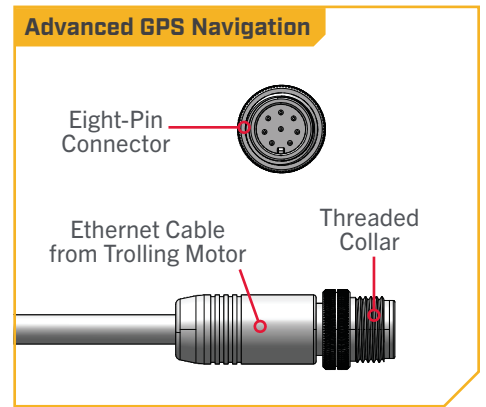 Advanced GPS Navigation
Eight-Pin
Connector
Ethernet Cable
from Trolling Motor
Threaded
Collar